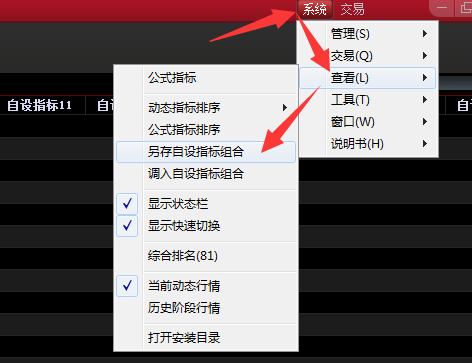 系统 交易
管理(S)
交易(Q)
查看(L)
工具(T)
窗口(W)
说明书(H)
自设指标11
公式指标
动态指标排序
公式指标排序
另存自设指标组合
调入自设指标组合
显示状态栏
显示快速切换
综合排名(81)
当前动态行情
历史阶段行情
打开安装目录